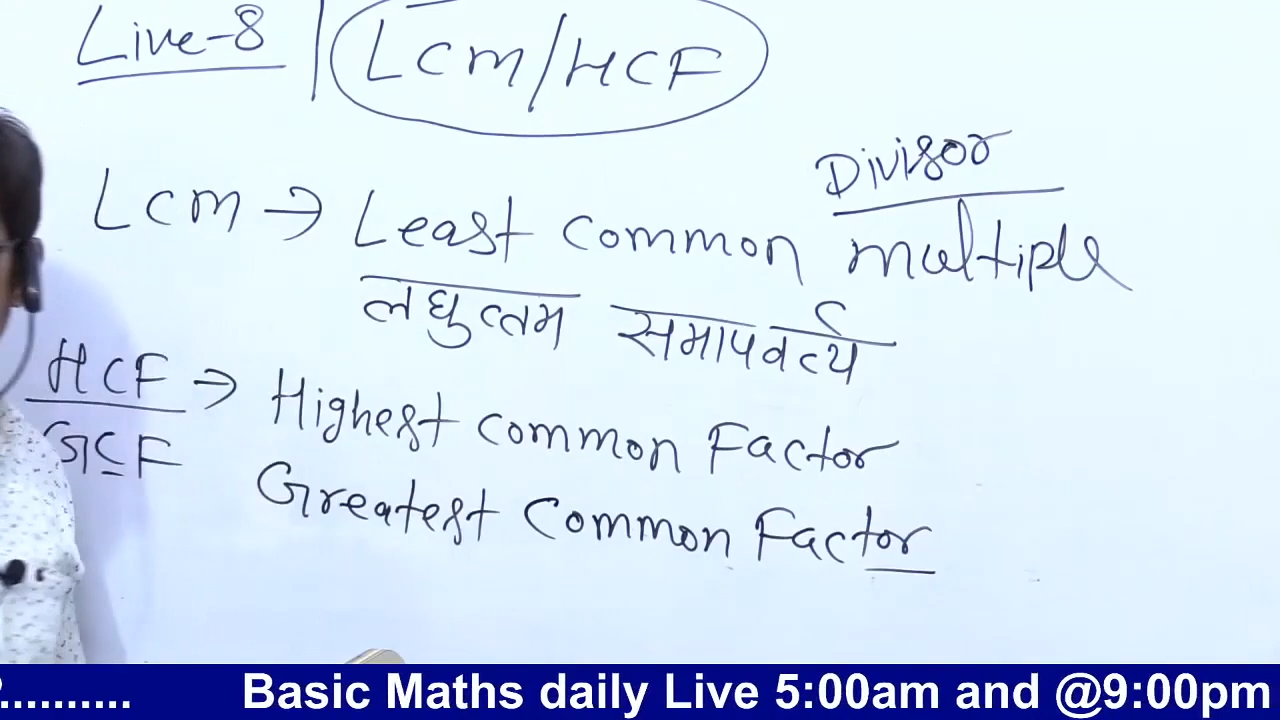 Live-8 | LCM/HCF
Divisor
LCM → Least Common multiple
लघुत्तम समापवर्त्य
HCF → Highest Common Factor
GCF Greatest Common Factor
.......... Basic Maths daily Live 5:00am and @9:00pm